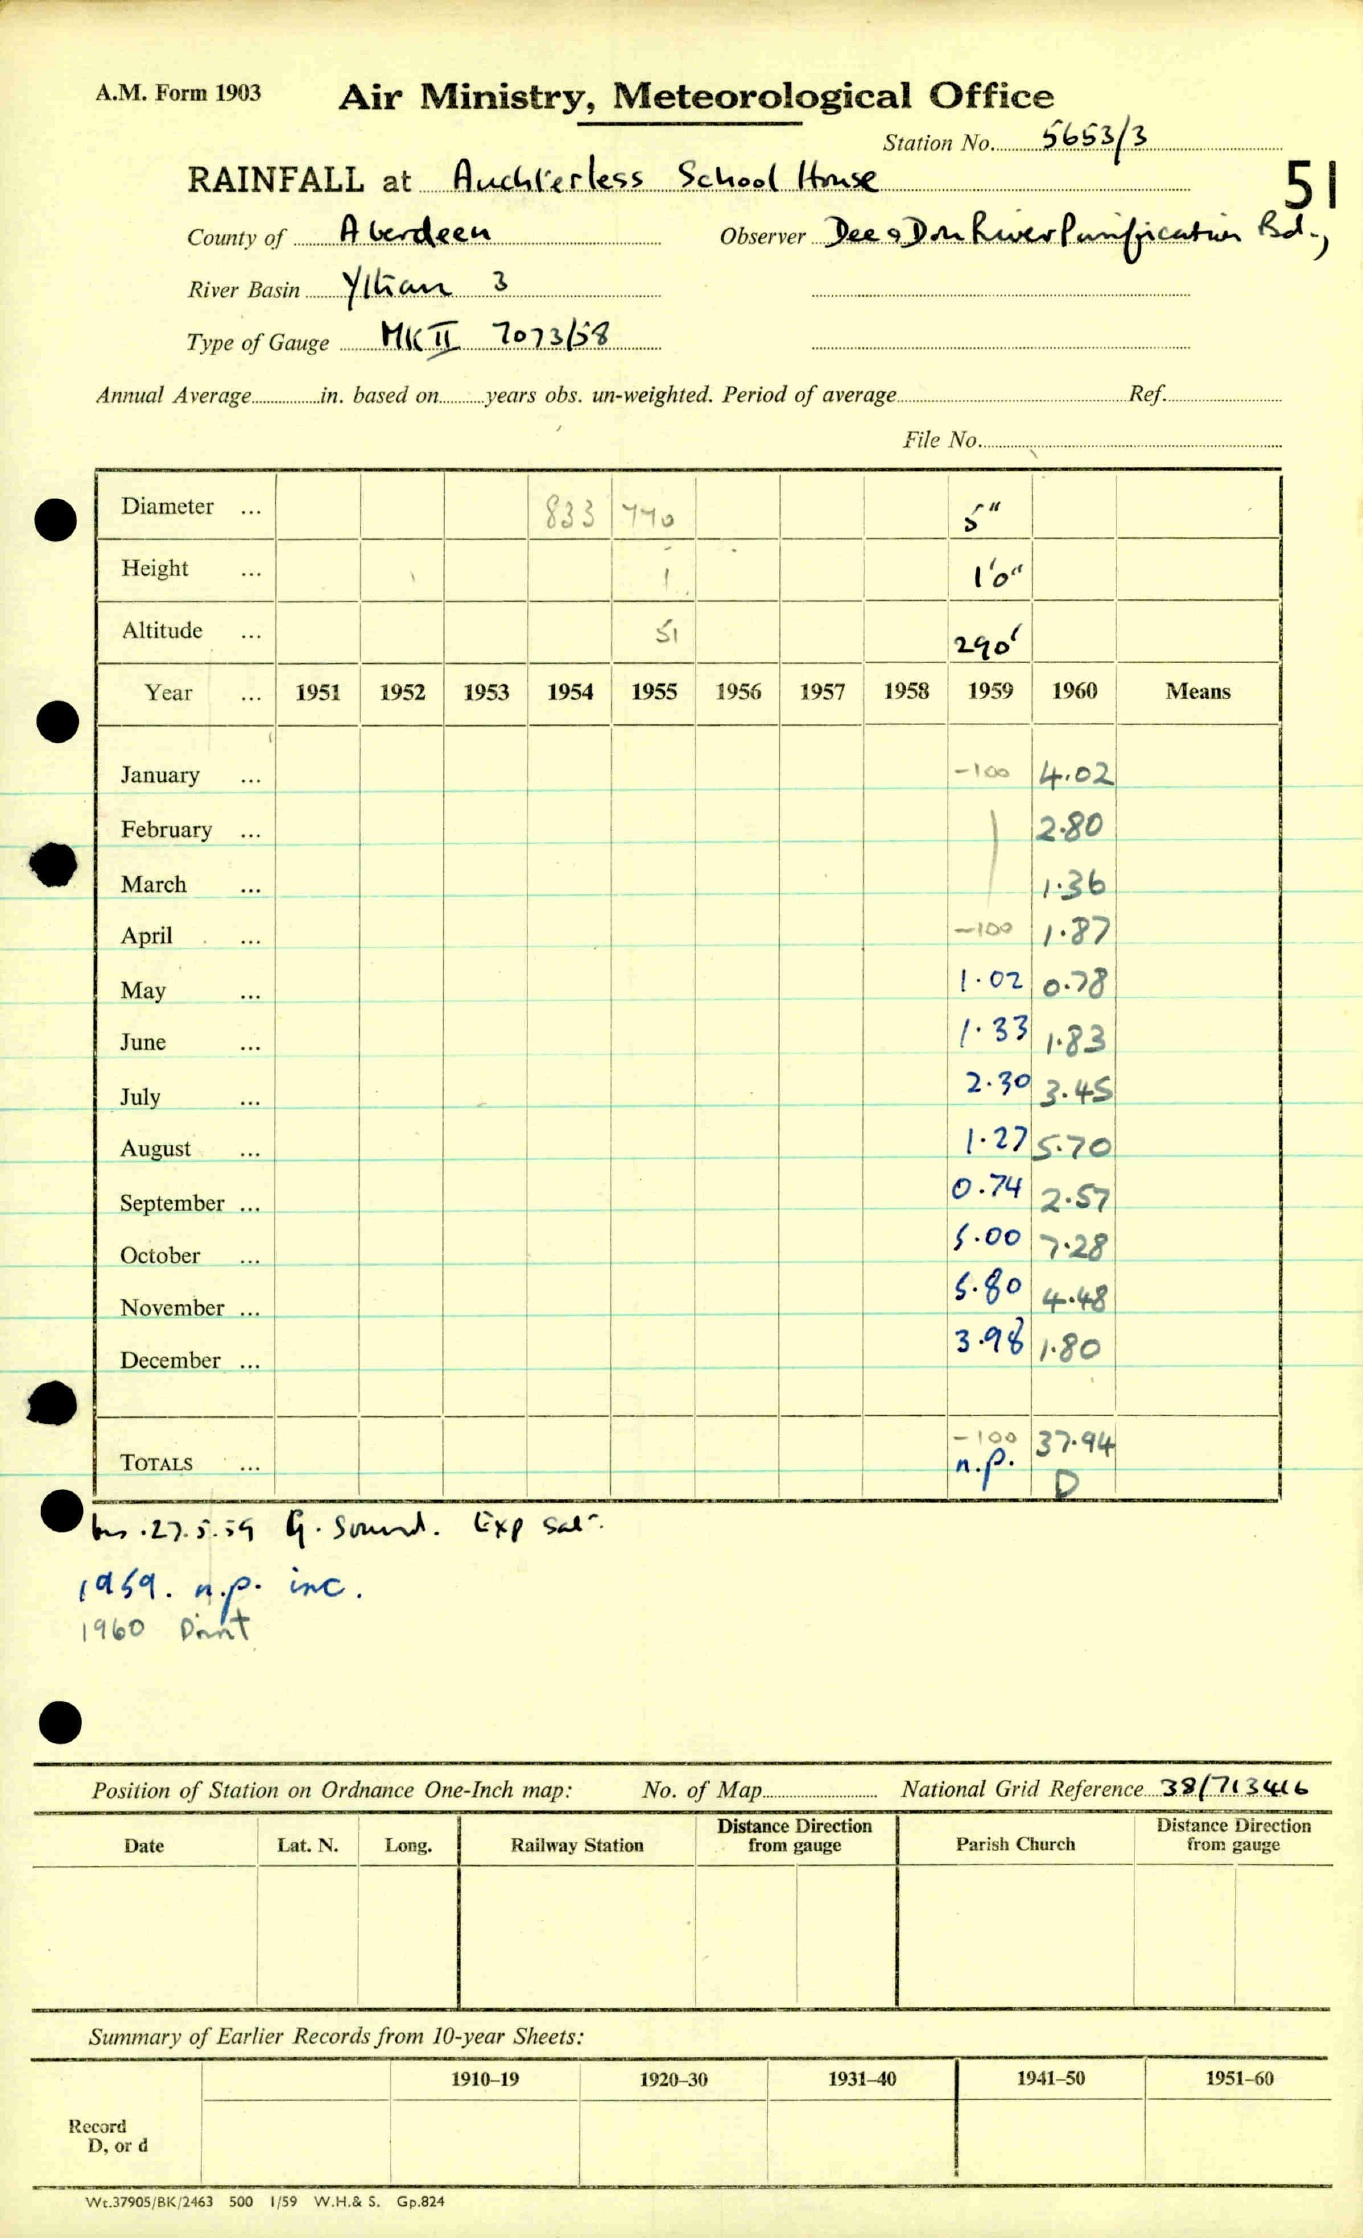 A.M. Form 1903 Air Ministry, Meteorological Office
Station No. 5653/3
RAINFALL at Auchterless School House 51
County of Aberdeen Observer Dee & Don River Purification Bd.,
River Basin Ythan 3
Type of Gauge MK II 7073/58
Annual Average in. based on years obs. un-weighted. Period of average Ref.
File No.
Diameter ... 833 770 5"
Height ... 1 1'0"
Altitude ... 51 290'
Year ... 1951 1952 1953 1954 1955 1956 1957 1958 1959 1960 Means
January ... -100 4.02
February ... 2.80
March ... 1.36
April ... -100 1.87
May ... 1.02 0.78
June ... 1.33 1.83
July ... 2.30 3.45
August ... 1.27 5.70
September ... 0.74 2.57
October ... 5.00 7.28
November ... 5.80 4.48
December ... 3.98 1.80
TOTALS ... -100 n.p. 37.94 D
Ins. 27.5.59 G. Sound. Exp sat.
1959. n.p. inc.
1960 Print
Position of Station on Ordnance One-Inch map: No. of Map National Grid Reference 38/713416
Date Lat. N. Long. Railway Station Distance Direction from gauge Parish Church Distance Direction from gauge
Summary of Earlier Records from 10-year Sheets:
1910–19 1920–30 1931–40 1941–50 1951–60
Record
D, or d
Wt.37905/BK/2463 500 1/59 W.H.& S. Gp.824